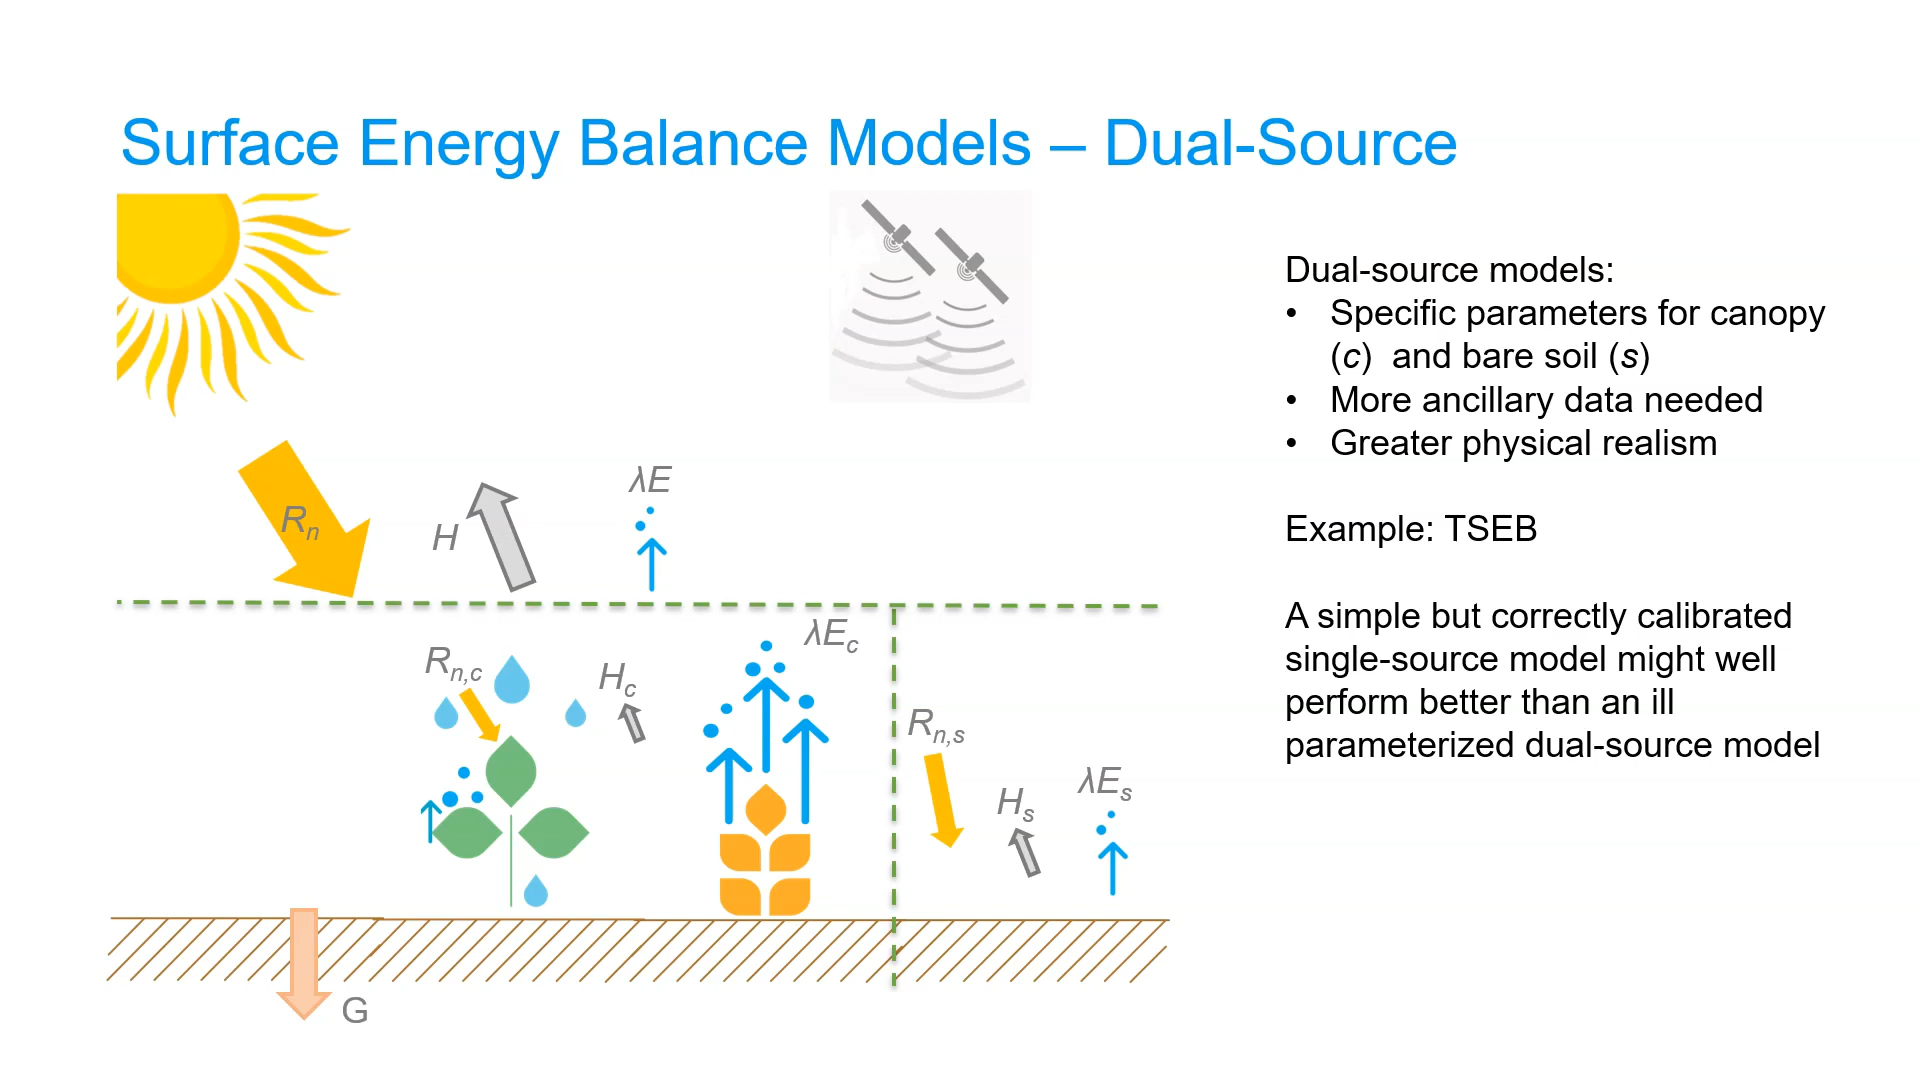 Surface Energy Balance Models – Dual-Source
Dual-source models:
• Specific parameters for canopy
(c) and bare soil (s)
• More ancillary data needed
• Greater physical realism
Example: TSEB
A simple but correctly calibrated
single-source model might well
perform better than an ill
parameterized dual-source model
λE
Rn
H
λEc
Rn,c
Hc
Rn,s
λEs
Hs
G